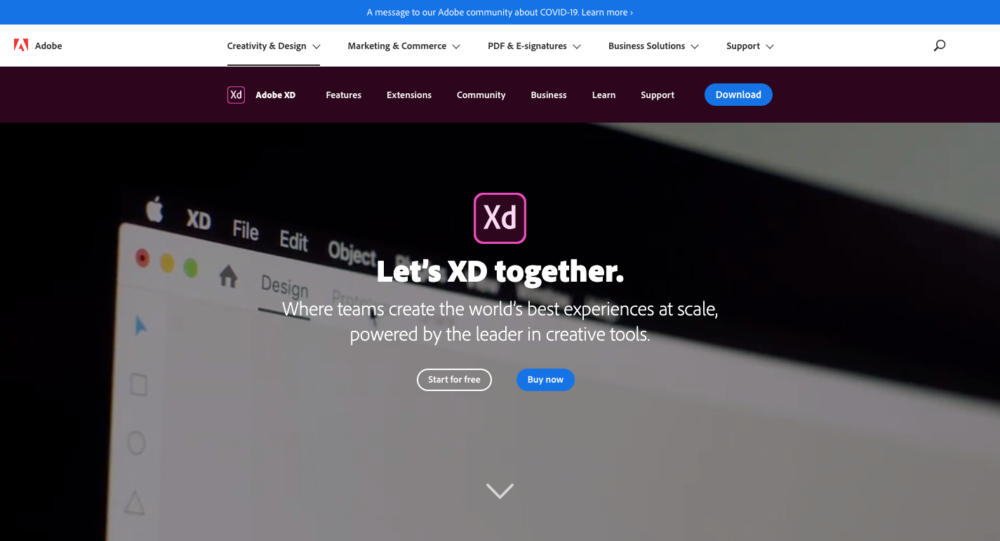 A message to our Adobe community about COVID-19. Learn more ›
Adobe
Creativity & Design
Marketing & Commerce
PDF & E-signatures
Business Solutions
Support
Xd Adobe XD
Features
Extensions
Community
Business
Learn
Support
Download
Xd
XD File Edit Object
Design
Let’s XD together.
Where teams create the world’s best experiences at scale,
powered by the leader in creative tools.
Start for free
Buy now